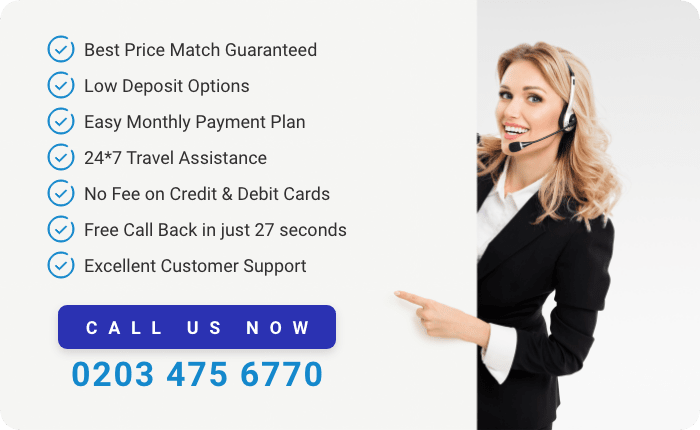 Best Price Match Guaranteed
Low Deposit Options
Easy Monthly Payment Plan
24*7 Travel Assistance
No Fee on Credit & Debit Cards
Free Call Back in just 27 seconds
Excellent Customer Support
CALL US NOW
0203 475 6770